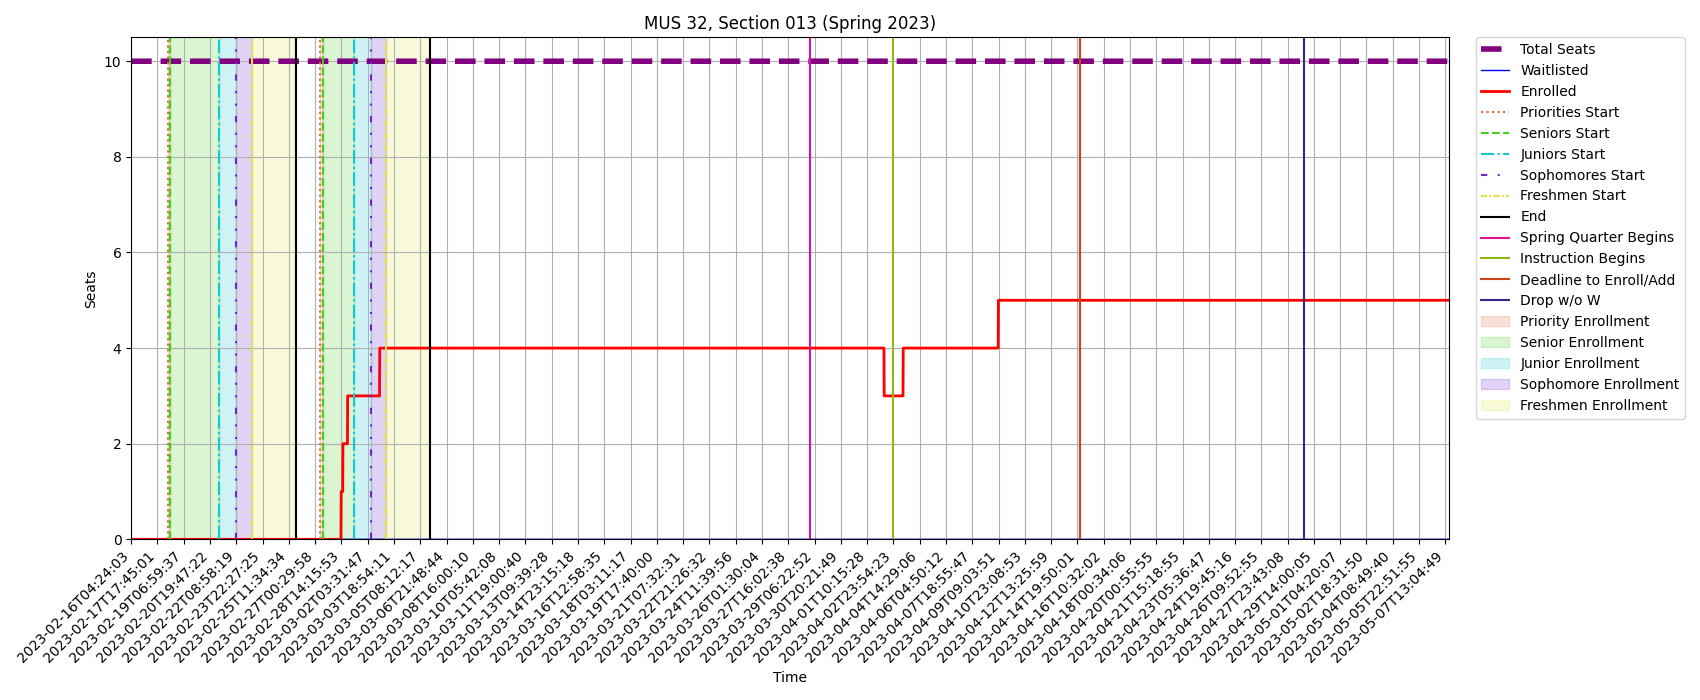 MUS 32, Section 013 (Spring 2023)
10
8
6
4
2
0
Seats
2023-02-16T04:24:03
2023-02-17T17:45:01
2023-02-19T06:59:37
2023-02-20T19:47:22
2023-02-22T08:58:19
2023-02-23T22:27:23
2023-02-25T11:34:34
2023-02-27T00:29:58
2023-02-28T14:15:53
2023-03-02T03:31:47
2023-03-03T18:54:11
2023-03-05T08:12:17
2023-03-06T21:48:44
2023-03-08T16:00:10
2023-03-10T05:42:08
2023-03-11T19:00:40
2023-03-13T09:39:28
2023-03-14T23:15:18
2023-03-16T12:58:35
2023-03-18T03:11:17
2023-03-19T17:40:00
2023-03-21T07:32:31
2023-03-22T21:26:32
2023-03-24T11:39:56
2023-03-26T01:30:04
2023-03-27T16:02:38
2023-03-29T06:22:52
2023-03-30T20:21:49
2023-04-01T10:15:28
2023-04-02T23:54:23
2023-04-04T14:29:06
2023-04-06T04:50:12
2023-04-07T18:55:47
2023-04-09T09:03:51
2023-04-10T23:08:53
2023-04-12T13:25:59
2023-04-14T19:50:01
2023-04-16T10:32:02
2023-04-18T00:34:06
2023-04-20T00:55:55
2023-04-21T15:18:55
2023-04-23T05:36:47
2023-04-24T19:45:16
2023-04-26T09:52:55
2023-04-27T23:43:08
2023-04-29T14:00:05
2023-05-01T04:20:07
2023-05-02T18:31:50
2023-05-04T08:49:40
2023-05-05T22:51:55
2023-05-07T13:04:49
Time
Total Seats
Waitlisted
Enrolled
Priorities Start
Seniors Start
Juniors Start
Sophomores Start
Freshmen Start
End
Spring Quarter Begins
Instruction Begins
Deadline to Enroll/Add
Drop w/o W
Priority Enrollment
Senior Enrollment
Junior Enrollment
Sophomore Enrollment
Freshmen Enrollment